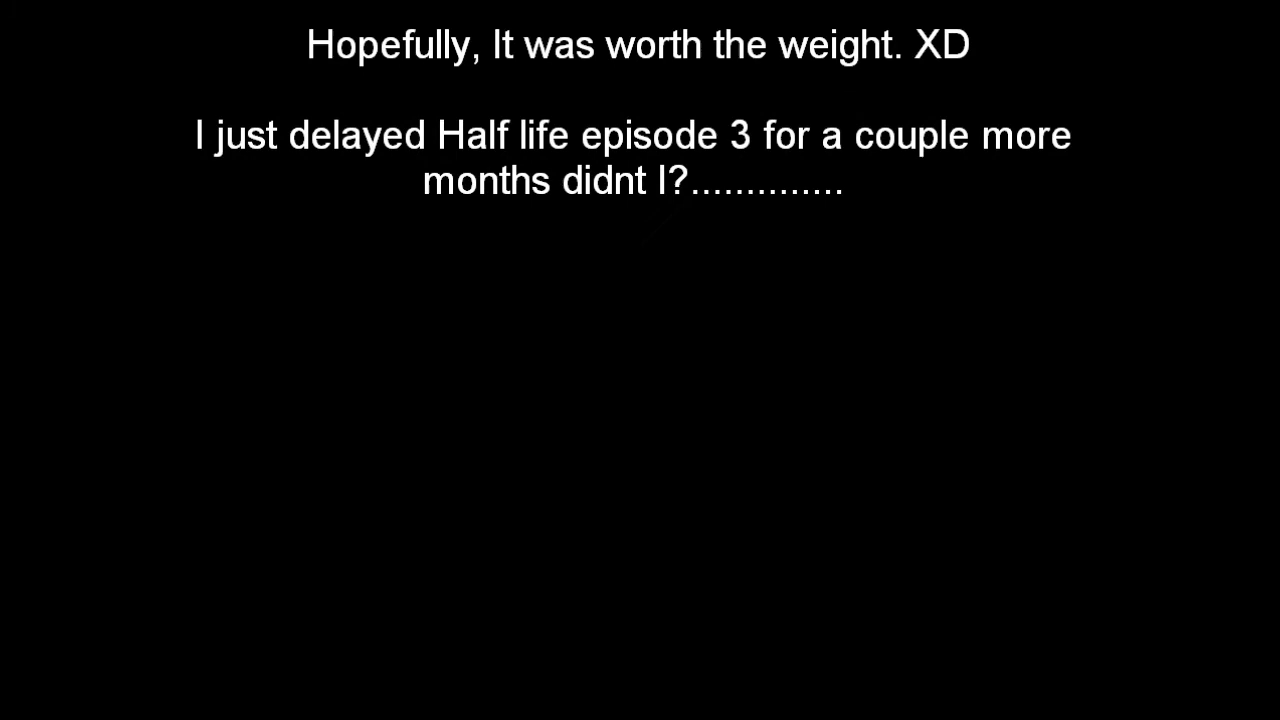 Hopefully, It was worth the weight. XD
I just delayed Half life episode 3 for a couple more
months didnt I?..............